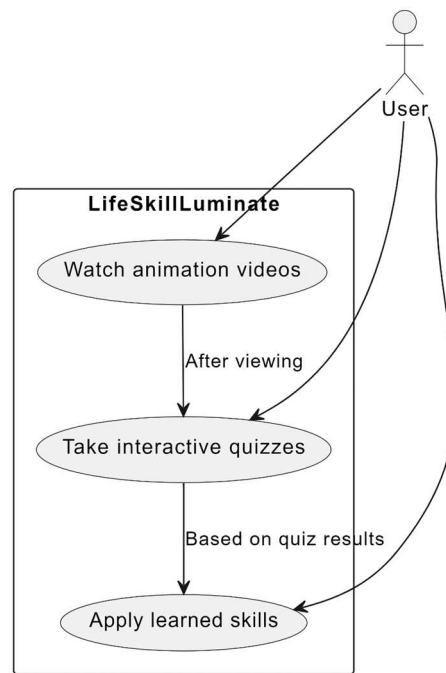 User
LifeSkillLuminate
Watch animation videos
After viewing
Take interactive quizzes
Based on quiz results
Apply learned skills